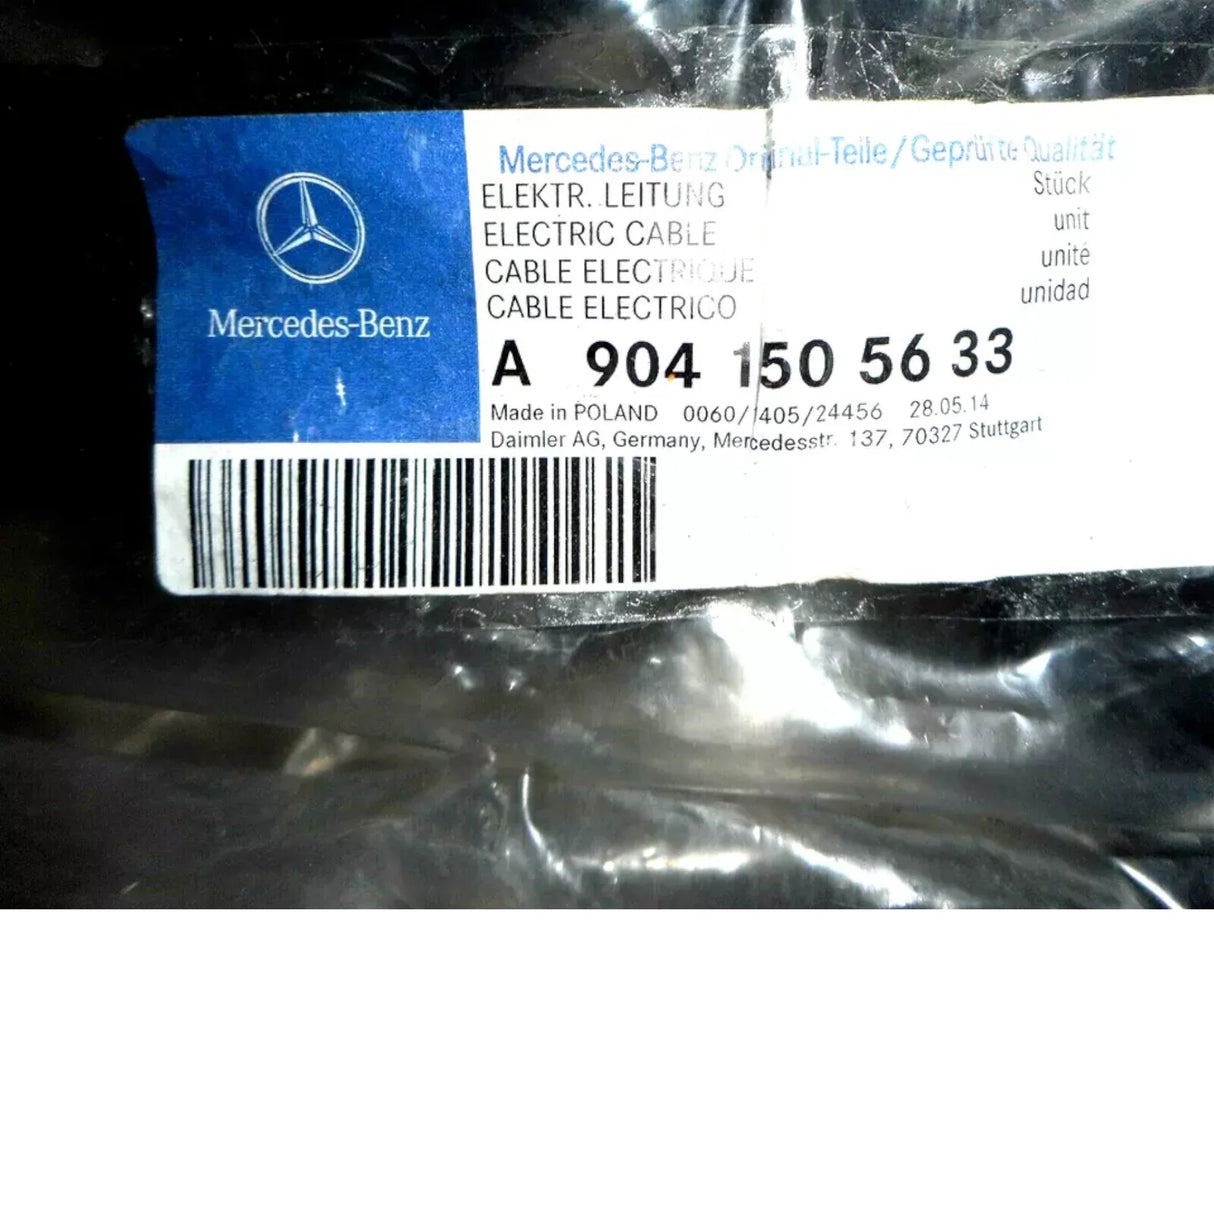 Mercedes-Benz
Mercedes-Benz Original-Teile/Geprüfte Qualität
ELEKTR. LEITUNG Stück
ELECTRIC CABLE unit
CABLE ELECTRIQUE unité
CABLE ELECTRICO unidad
A 904 150 56 33
Made in POLAND 0060//405/24456 28.05.14
Daimler AG, Germany, Mercedesstr. 137, 70327 Stuttgart